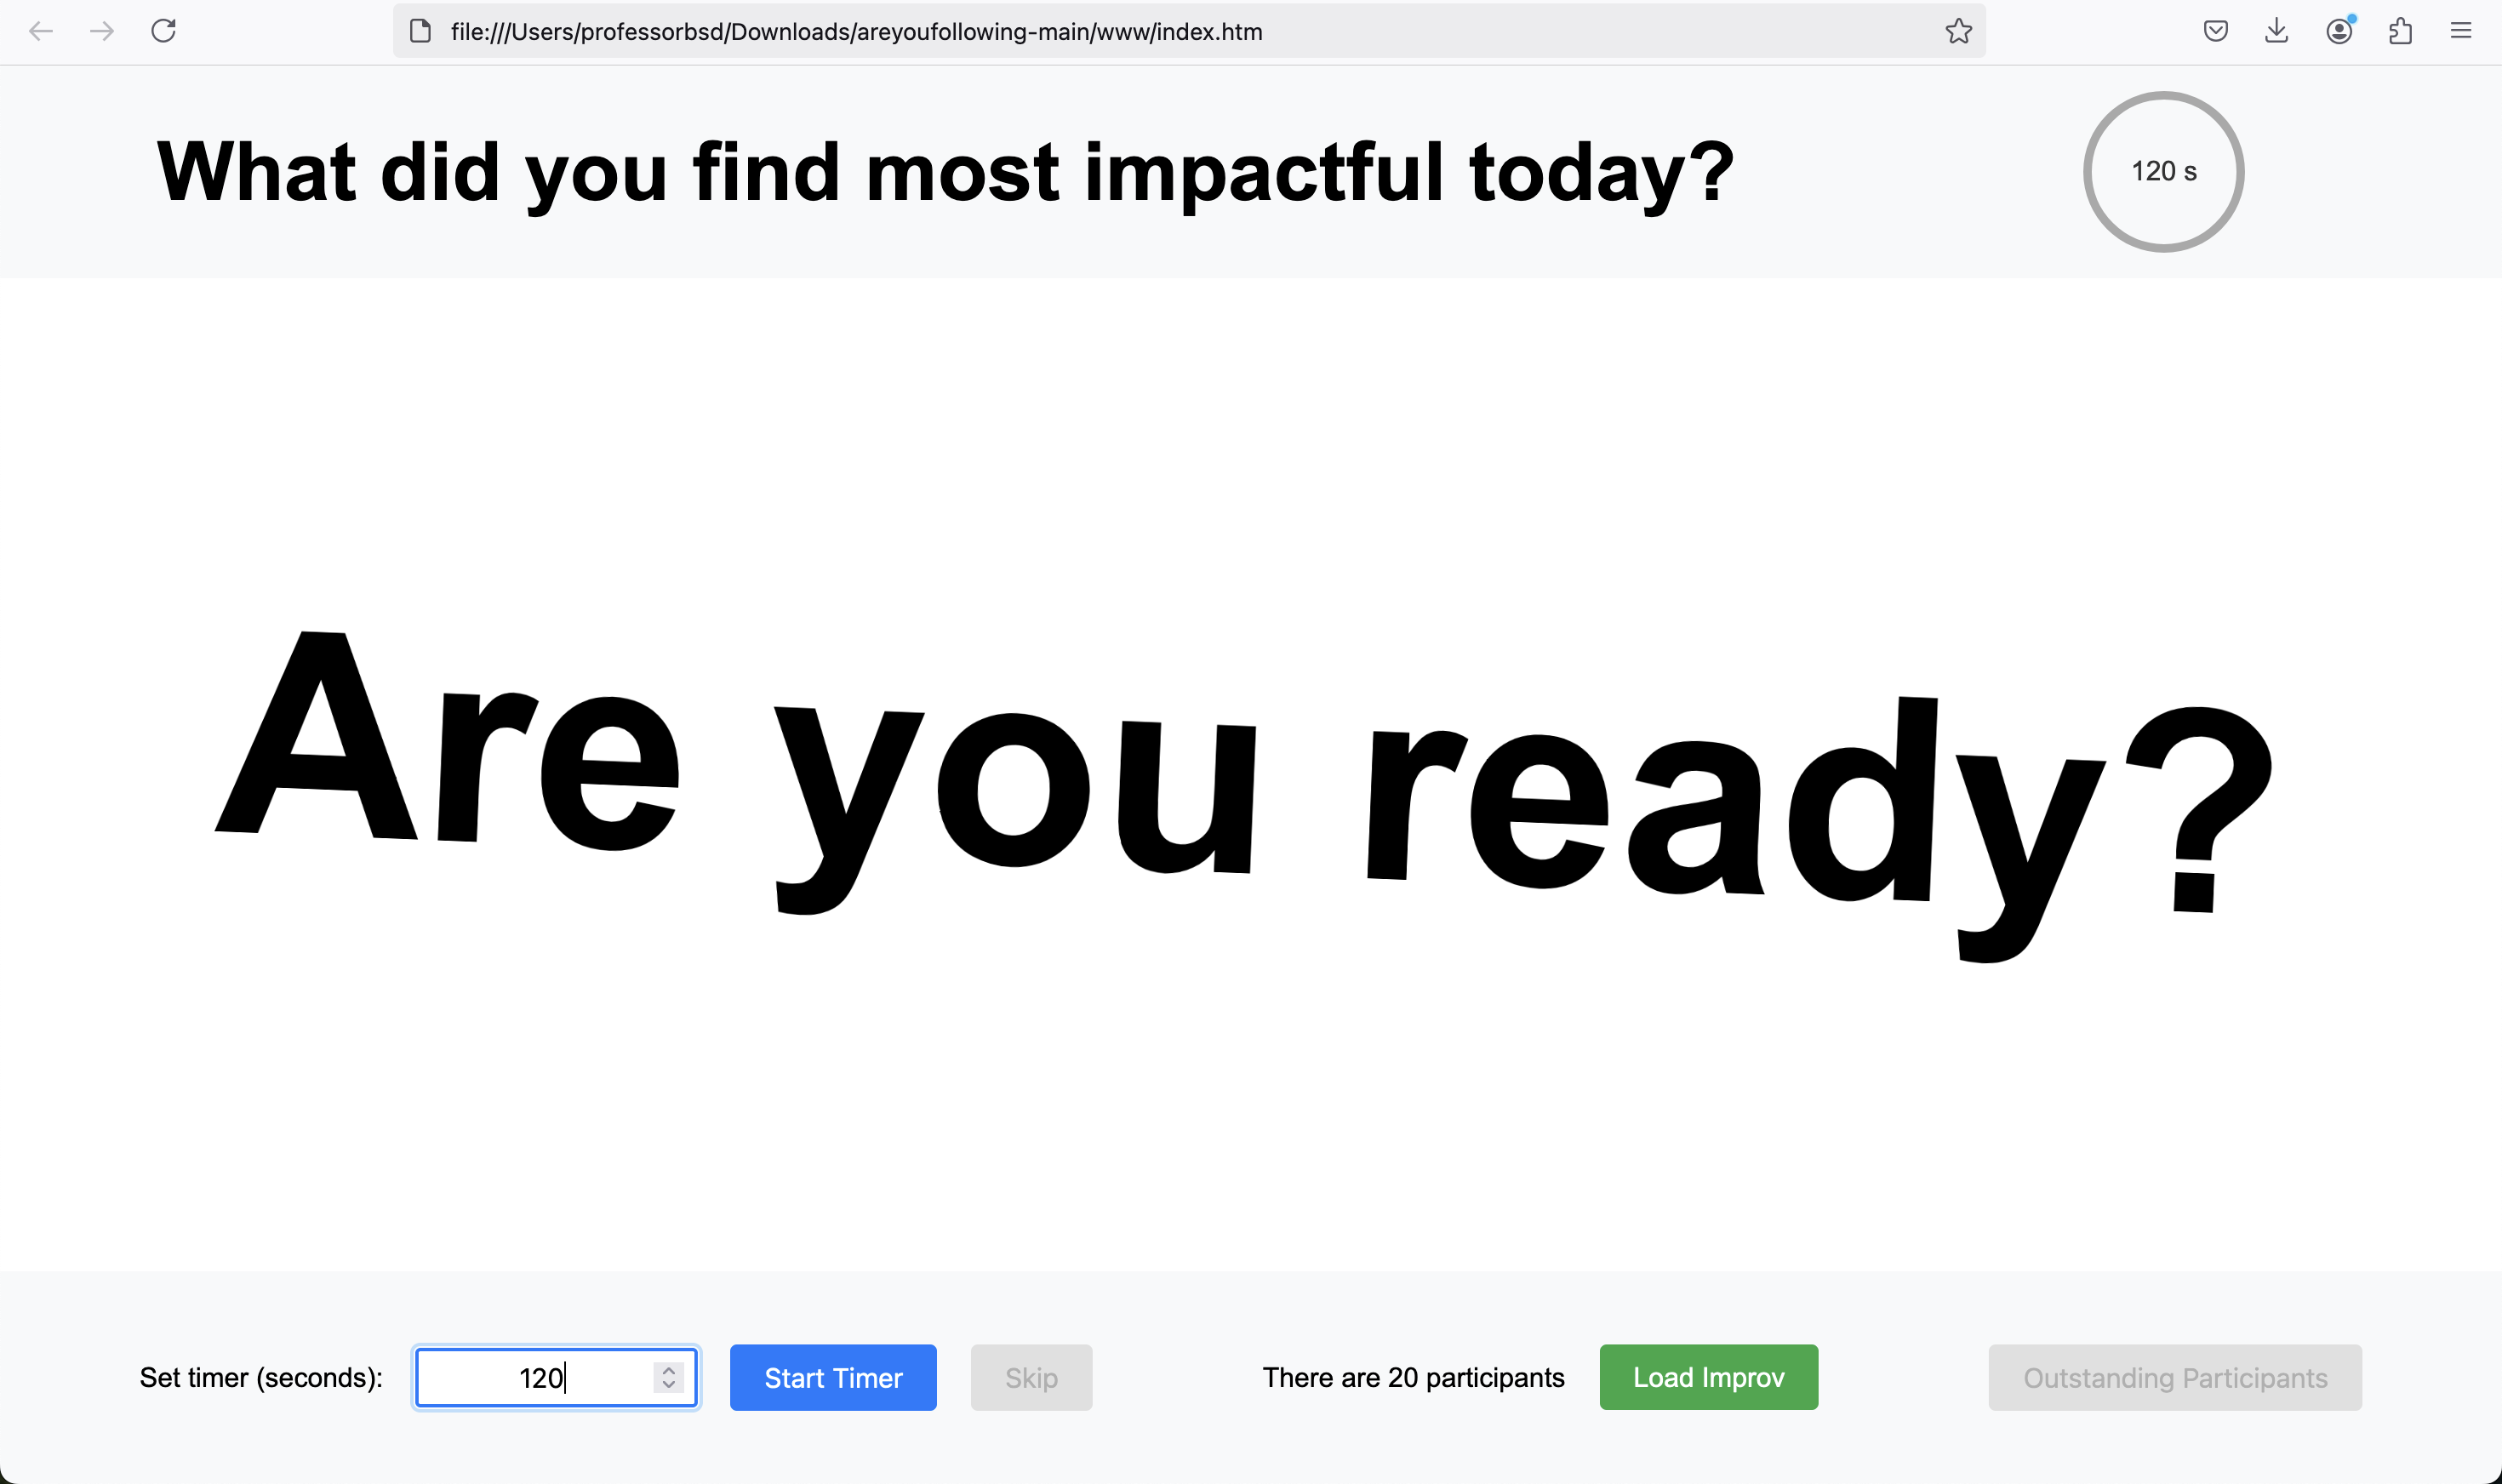 file:///Users/professorbsd/Downloads/areyoufollowing-main/www/index.htm
What did you find most impactful today?
120 s
Are you ready?
Set timer (seconds):
120
Start Timer
Skip
There are 20 participants
Load Improv
Outstanding Participants